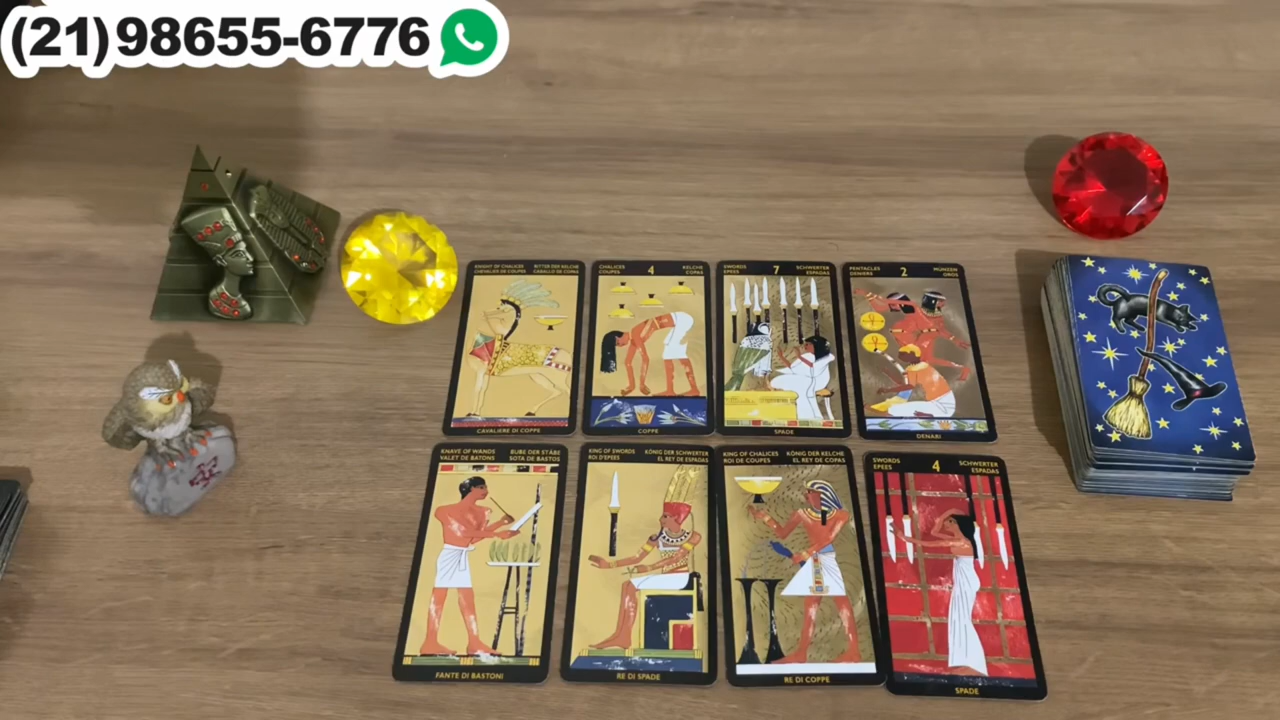 (21)98655-6776
KNIGHT OF CHALICES
CHEVALIER DE COUPES
RITTER DER KELCHE
CABALLO DE COPAS
CAVALIERE DI COPPE
CHALICES
COUPES
4
KELCHE
COPAS
COPPE
SWORDS
EPEES
7
SCHWERTER
ESPADAS
SPADE
PENTACLES
DENIERS
2
MÜNZEN
OROS
DENARI
KNAVE OF WANDS
VALET DE BATONS
BUBE DER STÄBE
SOTA DE BASTOS
FANTE DI BASTONI
KING OF SWORDS
ROI D'EPEES
KÖNIG DER SCHWERTER
EL REY DE ESPADAS
RE DI SPADE
KING OF CHALICES
ROI DE COUPES
KÖNIG DER KELCHE
EL REY DE COPAS
RE DI COPPE
SWORDS
EPEES
4
SCHWERTER
ESPADAS
SPADE